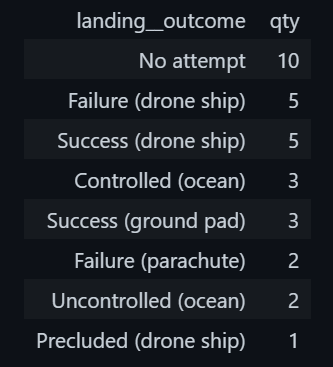 landing__outcome qty
No attempt 10
Failure (drone ship) 5
Success (drone ship) 5
Controlled (ocean) 3
Success (ground pad) 3
Failure (parachute) 2
Uncontrolled (ocean) 2
Precluded (drone ship) 1